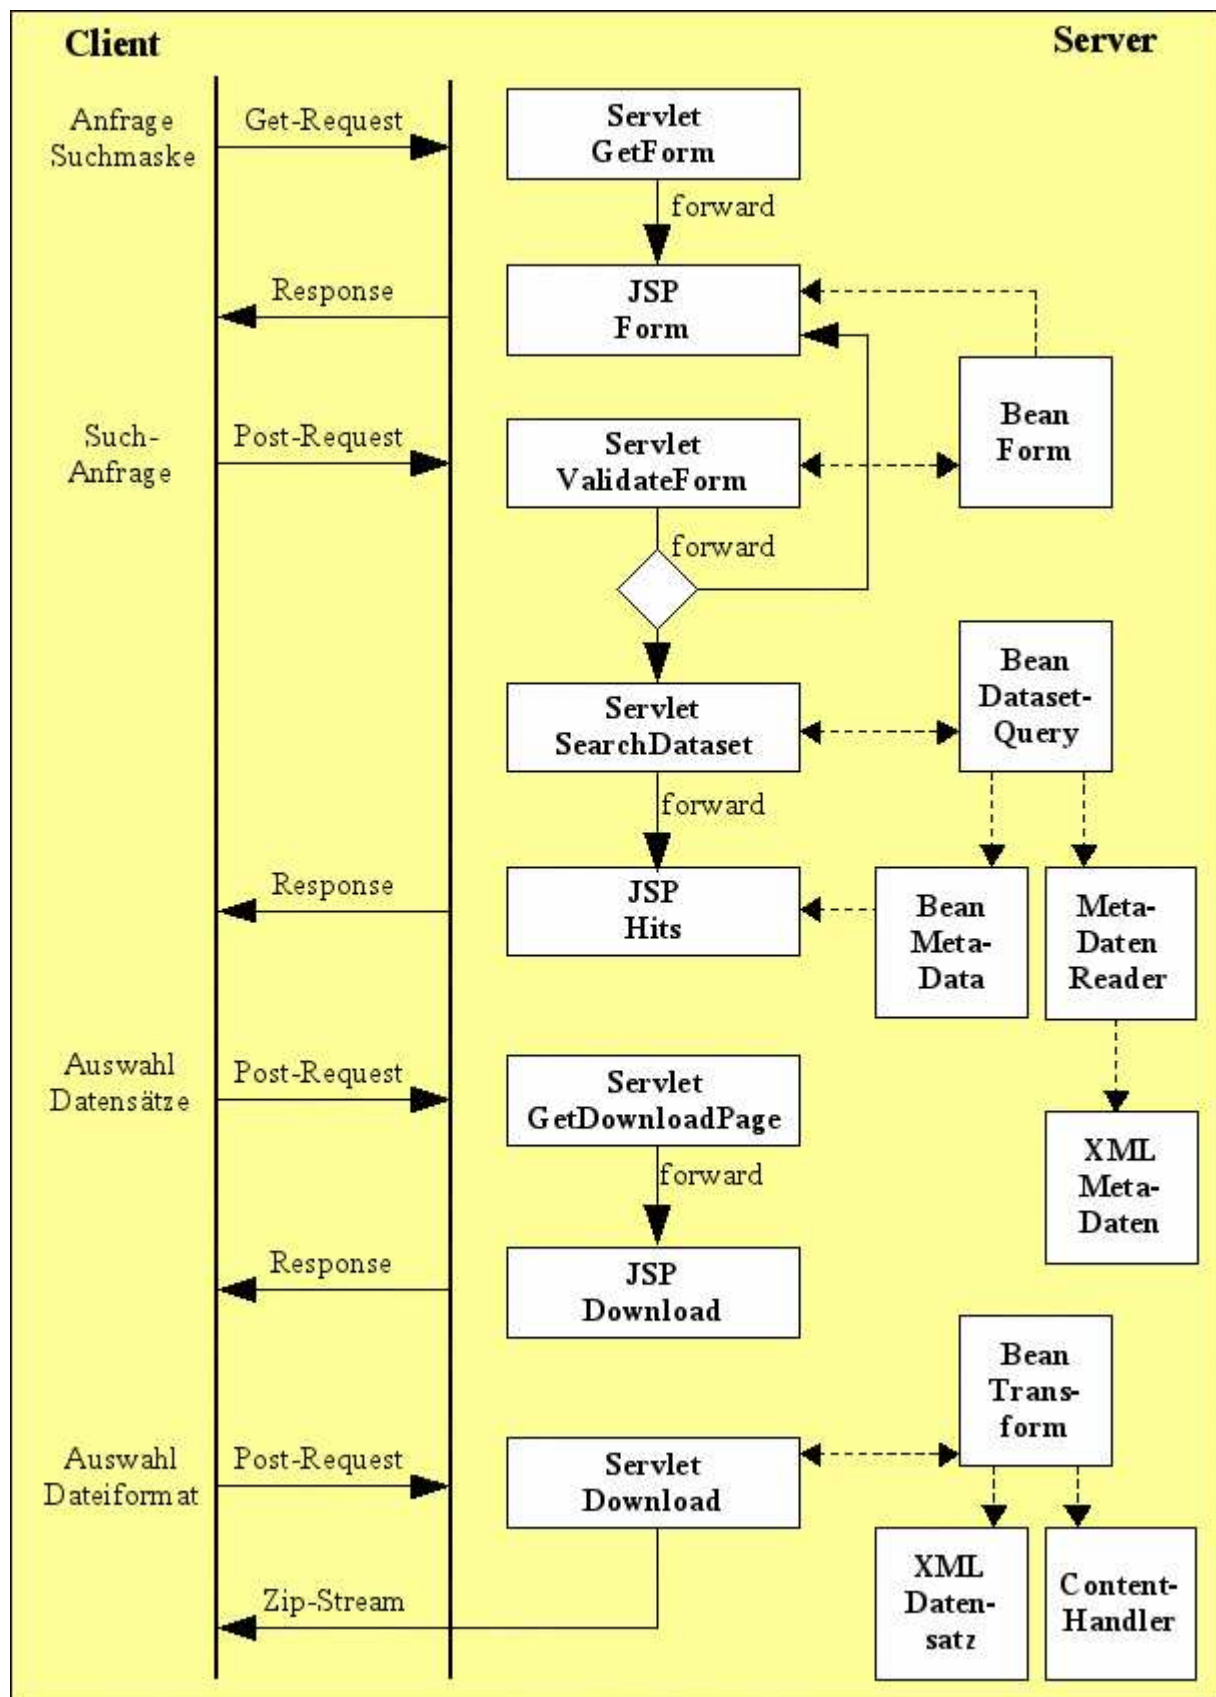 Client
Server
Anfrage
Suchmaske
Get-Request
Servlet
GetForm
forward
Response
JSP
Form
Bean
Form
Such-
Anfrage
Post-Request
Servlet
ValidateForm
forward
Bean
Dataset-
Query
Servlet
SearchDataset
forward
Response
JSP
Hits
Bean
Meta-
Data
Meta-
Daten
Reader
Auswahl
Datensätze
Post-Request
Servlet
GetDownloadPage
forward
XML
Meta-
Daten
Response
JSP
Download
Bean
Trans-
form
Auswahl
Dateiformat
Post-Request
Servlet
Download
XML
Daten-
satz
Content-
Handler
Zip-Stream